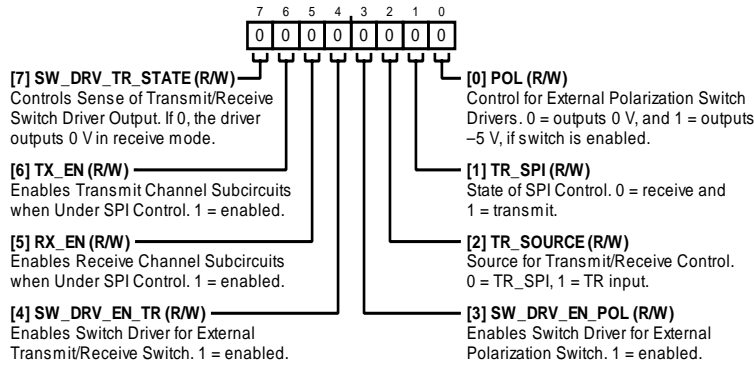 7 6 5 4 3 2 1 0
0 0 0 0 0 0 0 0
[7] SW_DRV_TR_STATE (R/W)
Controls Sense of Transmit/Receive
Switch Driver Output. If 0, the driver
outputs 0 V in receive mode.
[6] TX_EN (R/W)
Enables Transmit Channel Subcircuits
when Under SPI Control. 1 = enabled.
[5] RX_EN (R/W)
Enables Receive Channel Subcircuits
when Under SPI Control. 1 = enabled.
[4] SW_DRV_EN_TR (R/W)
Enables Switch Driver for External
Transmit/Receive Switch. 1 = enabled.
[0] POL (R/W)
Control for External Polarization Switch
Drivers. 0 = outputs 0 V, and 1 = outputs
–5 V, if switch is enabled.
[1] TR_SPI (R/W)
State of SPI Control. 0 = receive and
1 = transmit.
[2] TR_SOURCE (R/W)
Source for Transmit/Receive Control.
0 = TR_SPI, 1 = TR input.
[3] SW_DRV_EN_POL (R/W)
Enables Switch Driver for External
Polarization Switch. 1 = enabled.